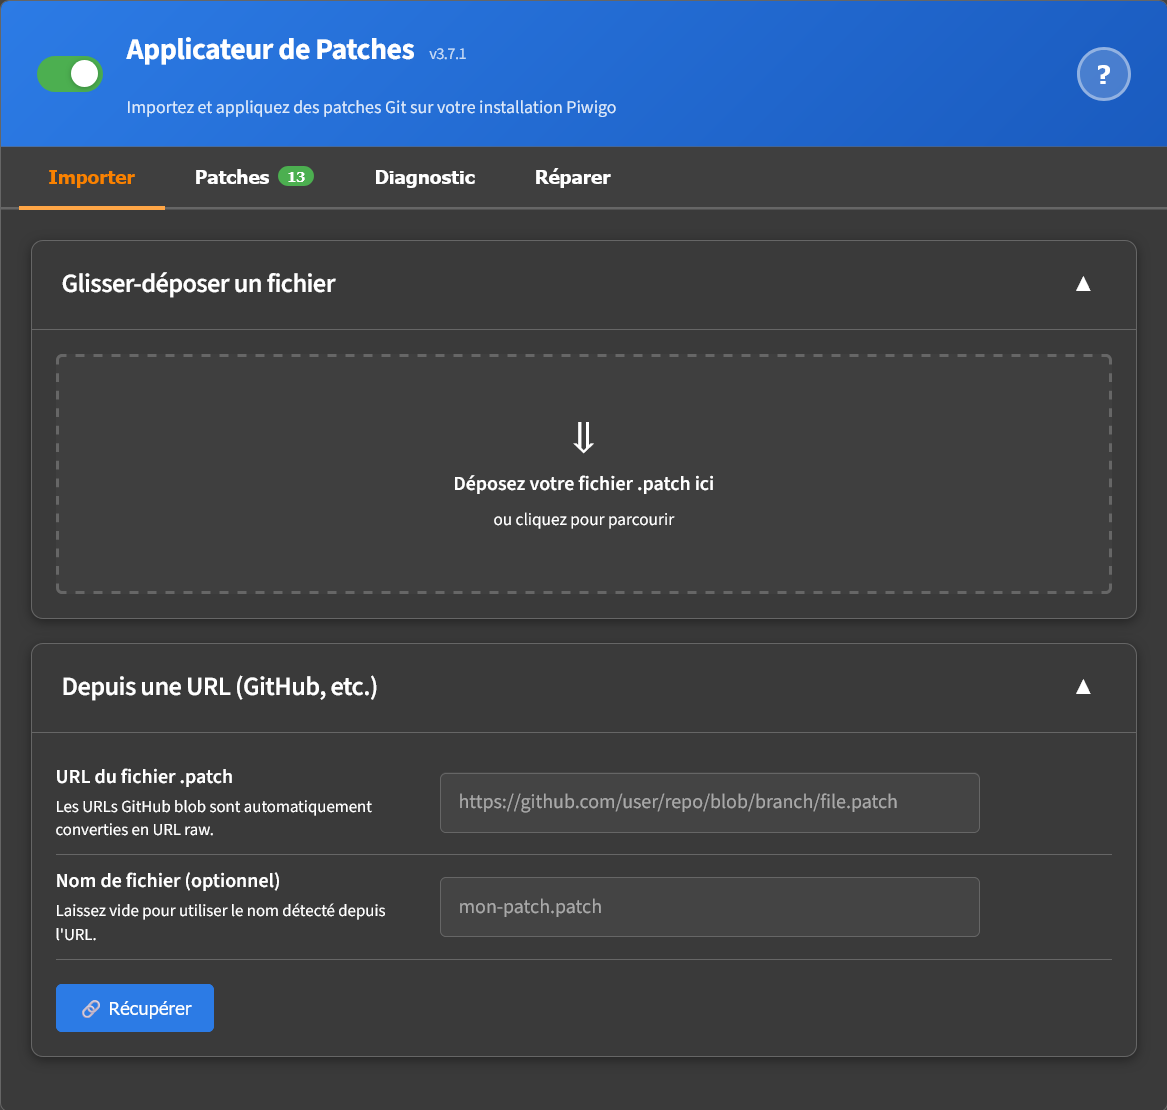 Applicateur de Patches v3.7.1
Importez et appliquez des patches Git sur votre installation Piwigo
?
Importer Patches 13 Diagnostic Réparer
Glisser-déposer un fichier ▲
⇓
Déposez votre fichier .patch ici
ou cliquez pour parcourir
Depuis une URL (GitHub, etc.) ▲
URL du fichier .patch
Les URLs GitHub blob sont automatiquement
converties en URL raw.
https://github.com/user/repo/blob/branch/file.patch
Nom de fichier (optionnel)
Laissez vide pour utiliser le nom détecté depuis
l'URL.
mon-patch.patch
🔗 Récupérer